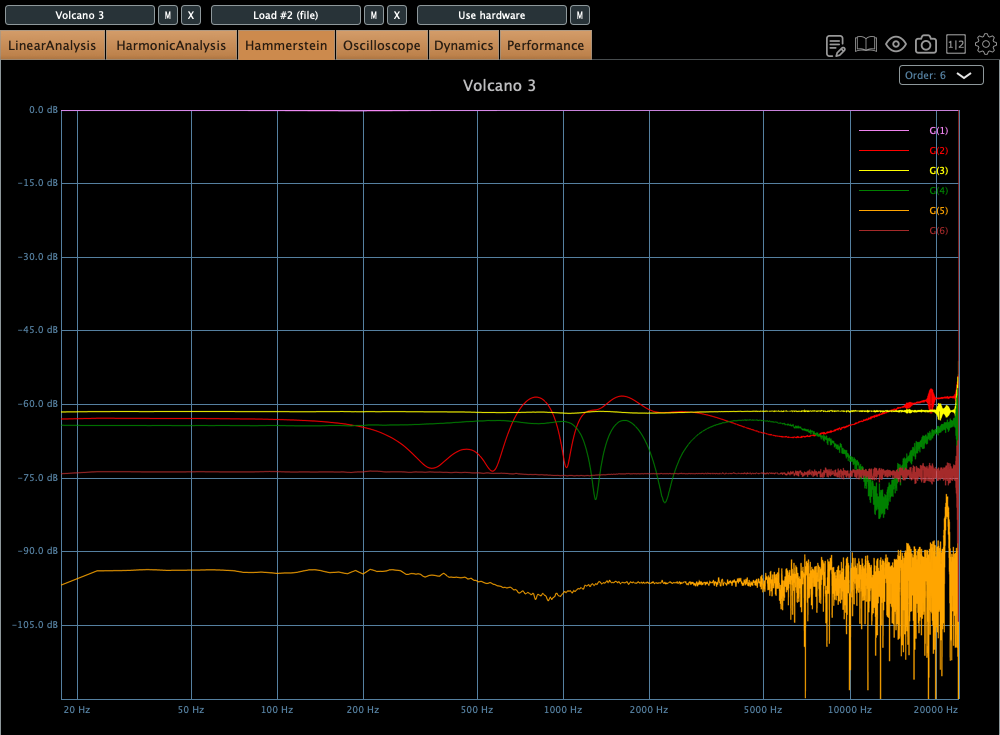 Volcano 3 M X Load #2 (file) M X Use hardware M
LinearAnalysis HarmonicAnalysis Hammerstein Oscilloscope Dynamics Performance 1|2
Order: 6
Volcano 3
0.0 dB
G(1)
G(2)
G(3)
−15.0 dB
G(4)
G(5)
G(6)
−30.0 dB
−45.0 dB
−60.0 dB
−75.0 dB
−90.0 dB
−105.0 dB
20 Hz 50 Hz 100 Hz 200 Hz 500 Hz 1000 Hz 2000 Hz 5000 Hz 10000 Hz 20000 Hz